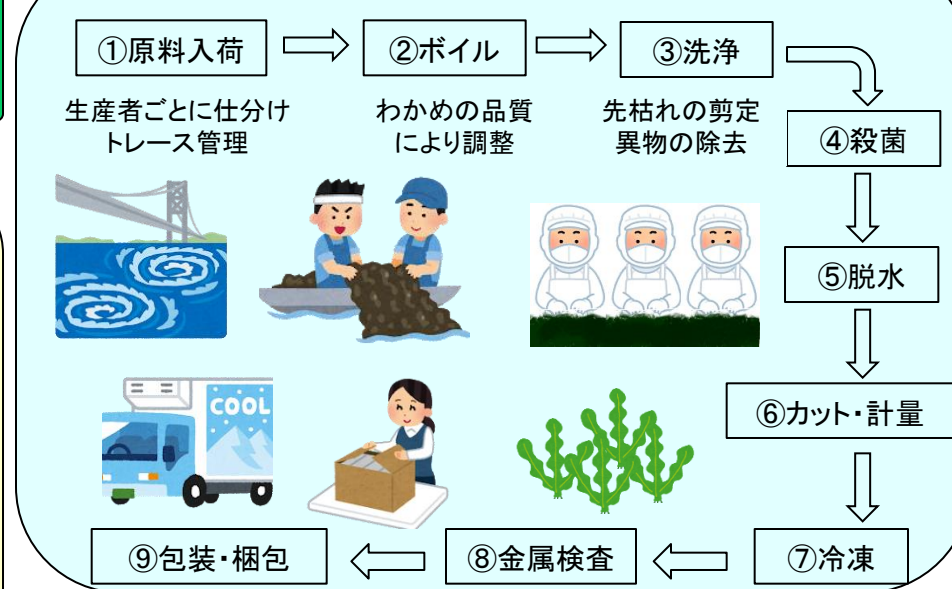 ①原料入荷
②ボイル
③洗浄
生産者ごとに仕分け
トレース管理
わかめの品質
により調整
先枯れの剪定
異物の除去
④殺菌
⑤脱水
⑥カット・計量
COOL
⑦冷凍
⑧金属検査
⑨包装・梱包